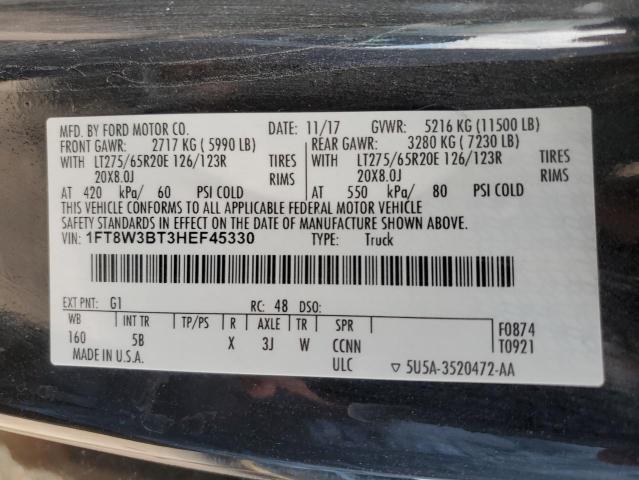 MFD. BY FORD MOTOR CO. DATE: 11/17 GVWR: 5216 KG (11500 LB)
FRONT GAWR: 2717 KG (5990 LB) REAR GAWR: 3280 KG (7230 LB)
WITH LT275/65R20E 126/123R TIRES WITH LT275/65R20E 126/123R TIRES
20X8.0J RIMS 20X8.0J RIMS
AT 420 kPa/ 60 PSI COLD AT 550 kPa/ 80 PSI COLD
THIS VEHICLE CONFORMS TO ALL APPLICABLE FEDERAL MOTOR VEHICLE
SAFETY STANDARDS IN EFFECT ON THE DATE OF MANUFACTURE SHOWN ABOVE.
VIN: 1FT8W3BT3HEF45330 TYPE: Truck
EXT PNT: G1 RC: 48 DSO:
WB INT TR TP/PS R AXLE TR SPR F0874
160 5B X 3J W CCNN T0921
MADE IN U.S.A. ULC ▽ 5U5A-3520472-AA